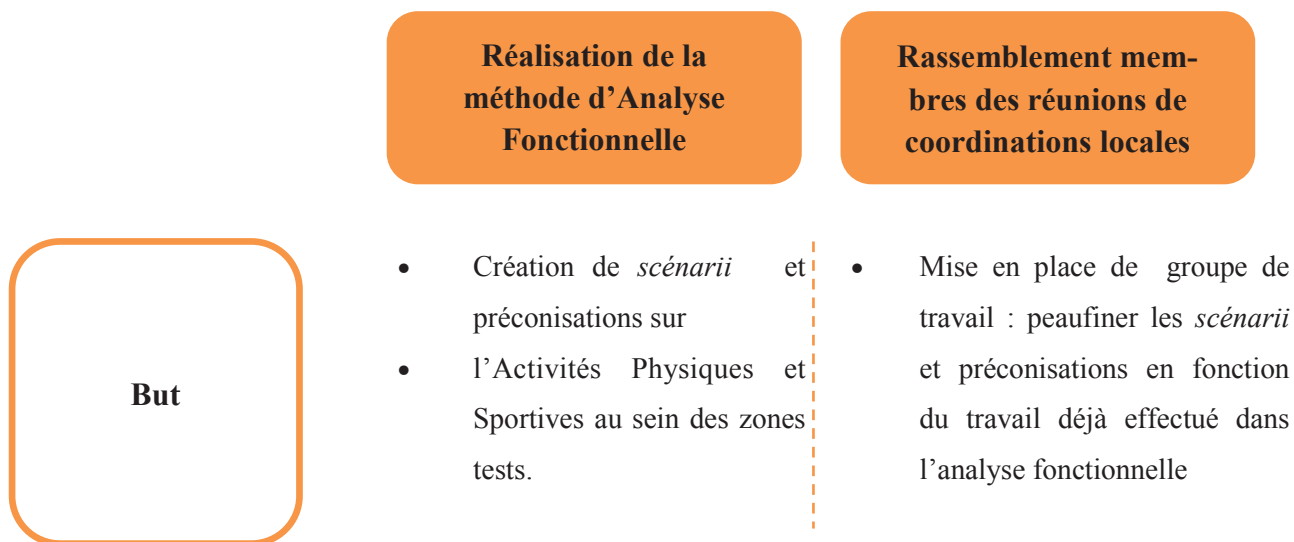 Réalisation de la
méthode d’Analyse
Fonctionnelle
Rassemblement mem-
bres des réunions de
coordinations locales
But
• Création de scénarii et
préconisations sur
• l’Activités Physiques et
Sportives au sein des zones
tests.
• Mise en place de groupe de
travail : peaufiner les scénarii
et préconisations en fonction
du travail déjà effectué dans
l’analyse fonctionnelle